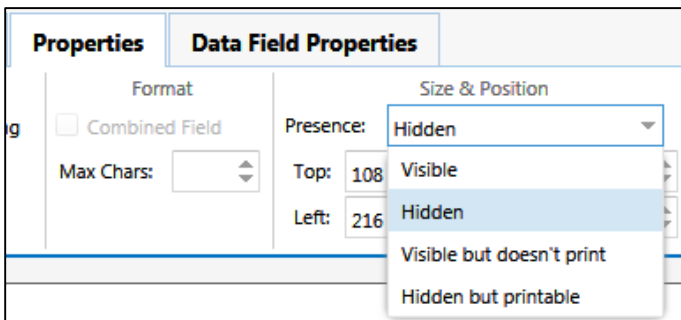 Properties Data Field Properties
Format Size & Position
Combined Field Presence: Hidden
Max Chars: Top: 108 Visible
Left: 216 Hidden
Visible but doesn't print
Hidden but printable